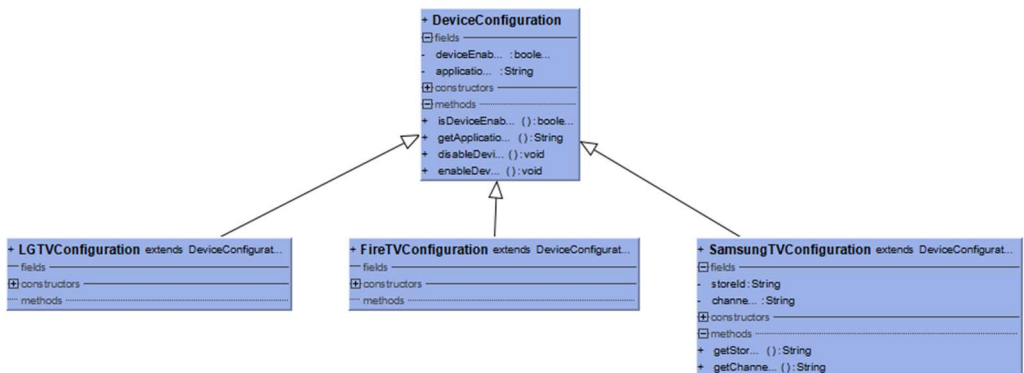 + DeviceConfiguration
fields
- deviceEnab... : boole...
- applicatio... : String
constructors
methods
+ isDeviceEnab... ( ): boole...
+ getApplicatio... ( ): String
+ disableDevi... (): void
+ enableDev... (): void
+ LGTVConfiguration extends DeviceConfigurat...
fields
constructors
methods
+ FireTVConfiguration extends DeviceConfigurat...
fields
constructors
methods
+ SamsungTVConfiguration extends DeviceConfigurat...
fields
- storeId: String
- channe... : String
constructors
methods
+ getStor... (): String
+ getChanne... (): String